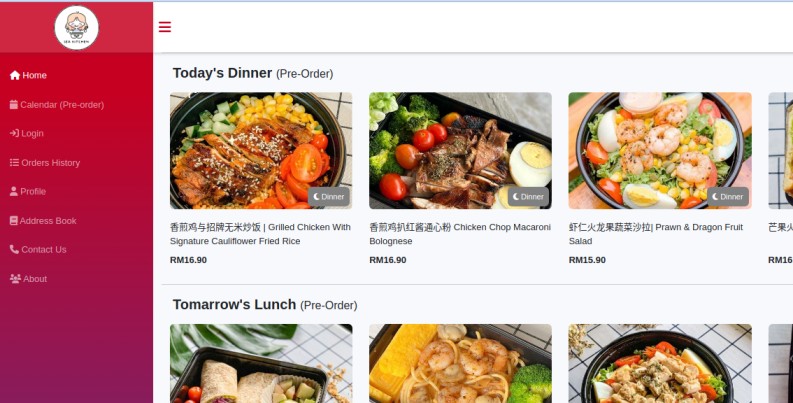 Home
Calendar (Pre-order)
Login
Orders History
Profile
Address Book
Contact Us
About
Today's Dinner (Pre-Order)
Dinner
Dinner
Dinner
香煎鸡与招牌无米炒饭 | Grilled Chicken With
Signature Cauliflower Fried Rice
RM16.90
香煎鸡扒红酱通心粉 Chicken Chop Macaroni
Bolognese
RM16.90
虾仁火龙果蔬菜沙拉| Prawn & Dragon Fruit
Salad
RM15.90
芒果
RM16
Tomarrow's Lunch (Pre-Order)